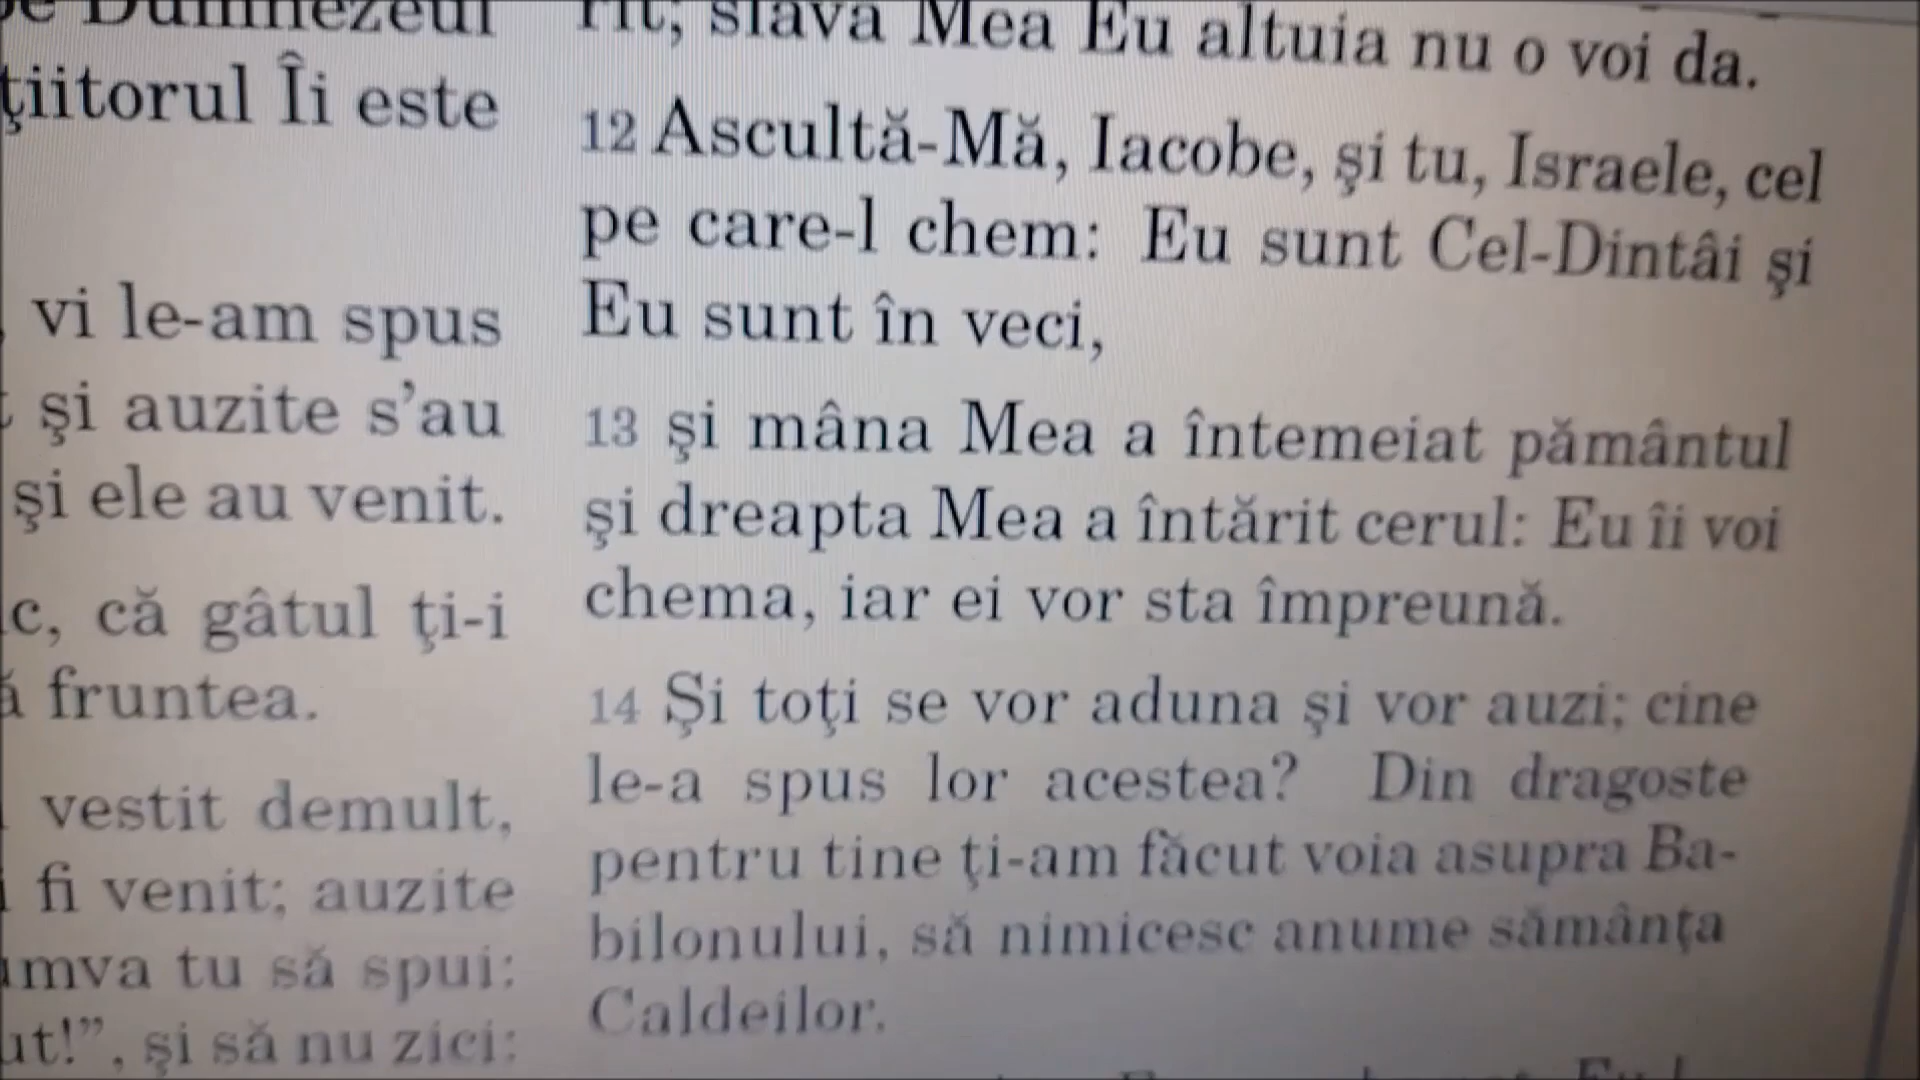 Dumnezeul
ţiitorul Îi este
vi le-am spus
şi auzite s’au
şi ele au venit.
că gâtul ţi-i
fruntea.
vestit demult,
fi venit; auzite
tu să spui:
şi să nu zici:
slava Mea Eu altuia nu o voi da.
12 Ascultă-Mă, Iacobe, şi tu, Israele, cel
pe care-l chem: Eu sunt Cel-Dintâi şi
Eu sunt în veci,
13 şi mâna Mea a întemeiat pământul
şi dreapta Mea a întărit cerul: Eu îi voi
chema, iar ei vor sta împreună.
14 Şi toţi se vor aduna şi vor auzi; cine
le-a spus lor acestea? Din dragoste
pentru tine ţi-am făcut voia asupra Ba-
bilonului, să nimicesc anume sămânţa
Caldeilor.